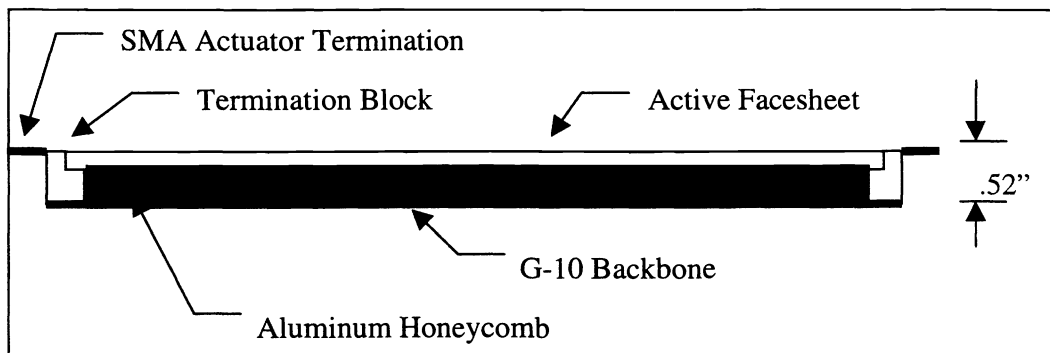 SMA Actuator Termination
Termination Block
Active Facesheet
.52”
G-10 Backbone
Aluminum Honeycomb